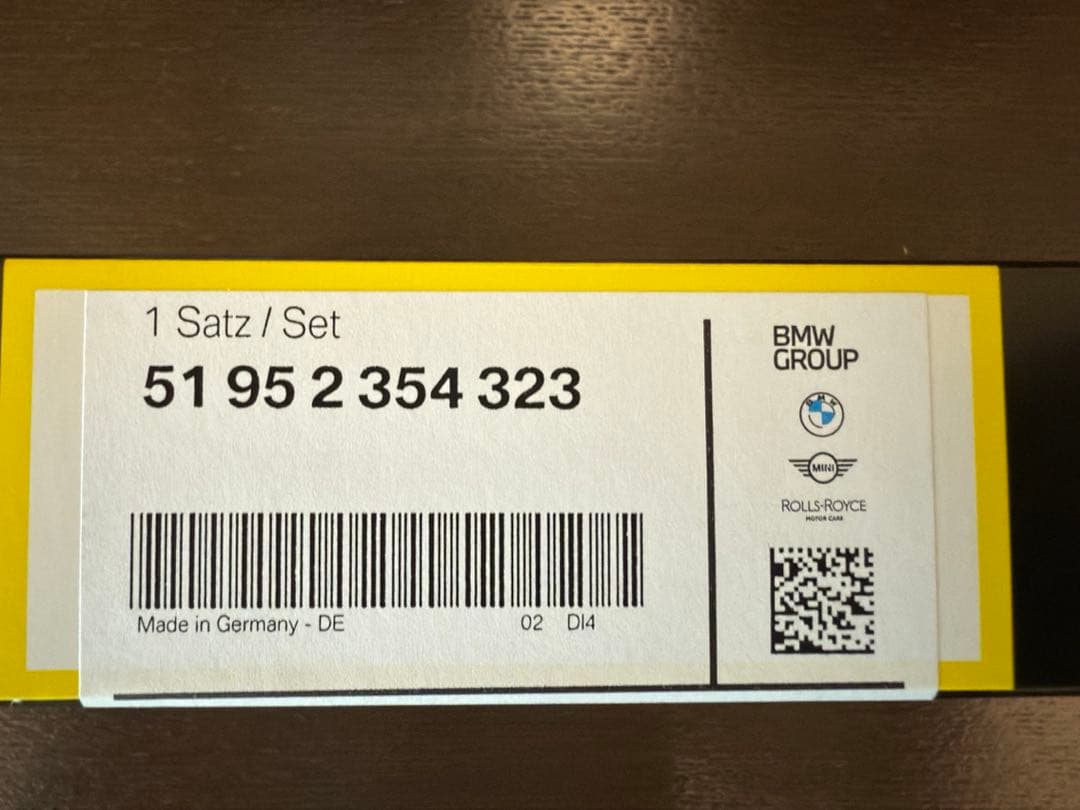 1 Satz / Set
51 95 2 354 323
Made in Germany - DE 02 DI4
BMW
GROUP
BMW
MINI
ROLLS-ROYCE
MOTOR CARS